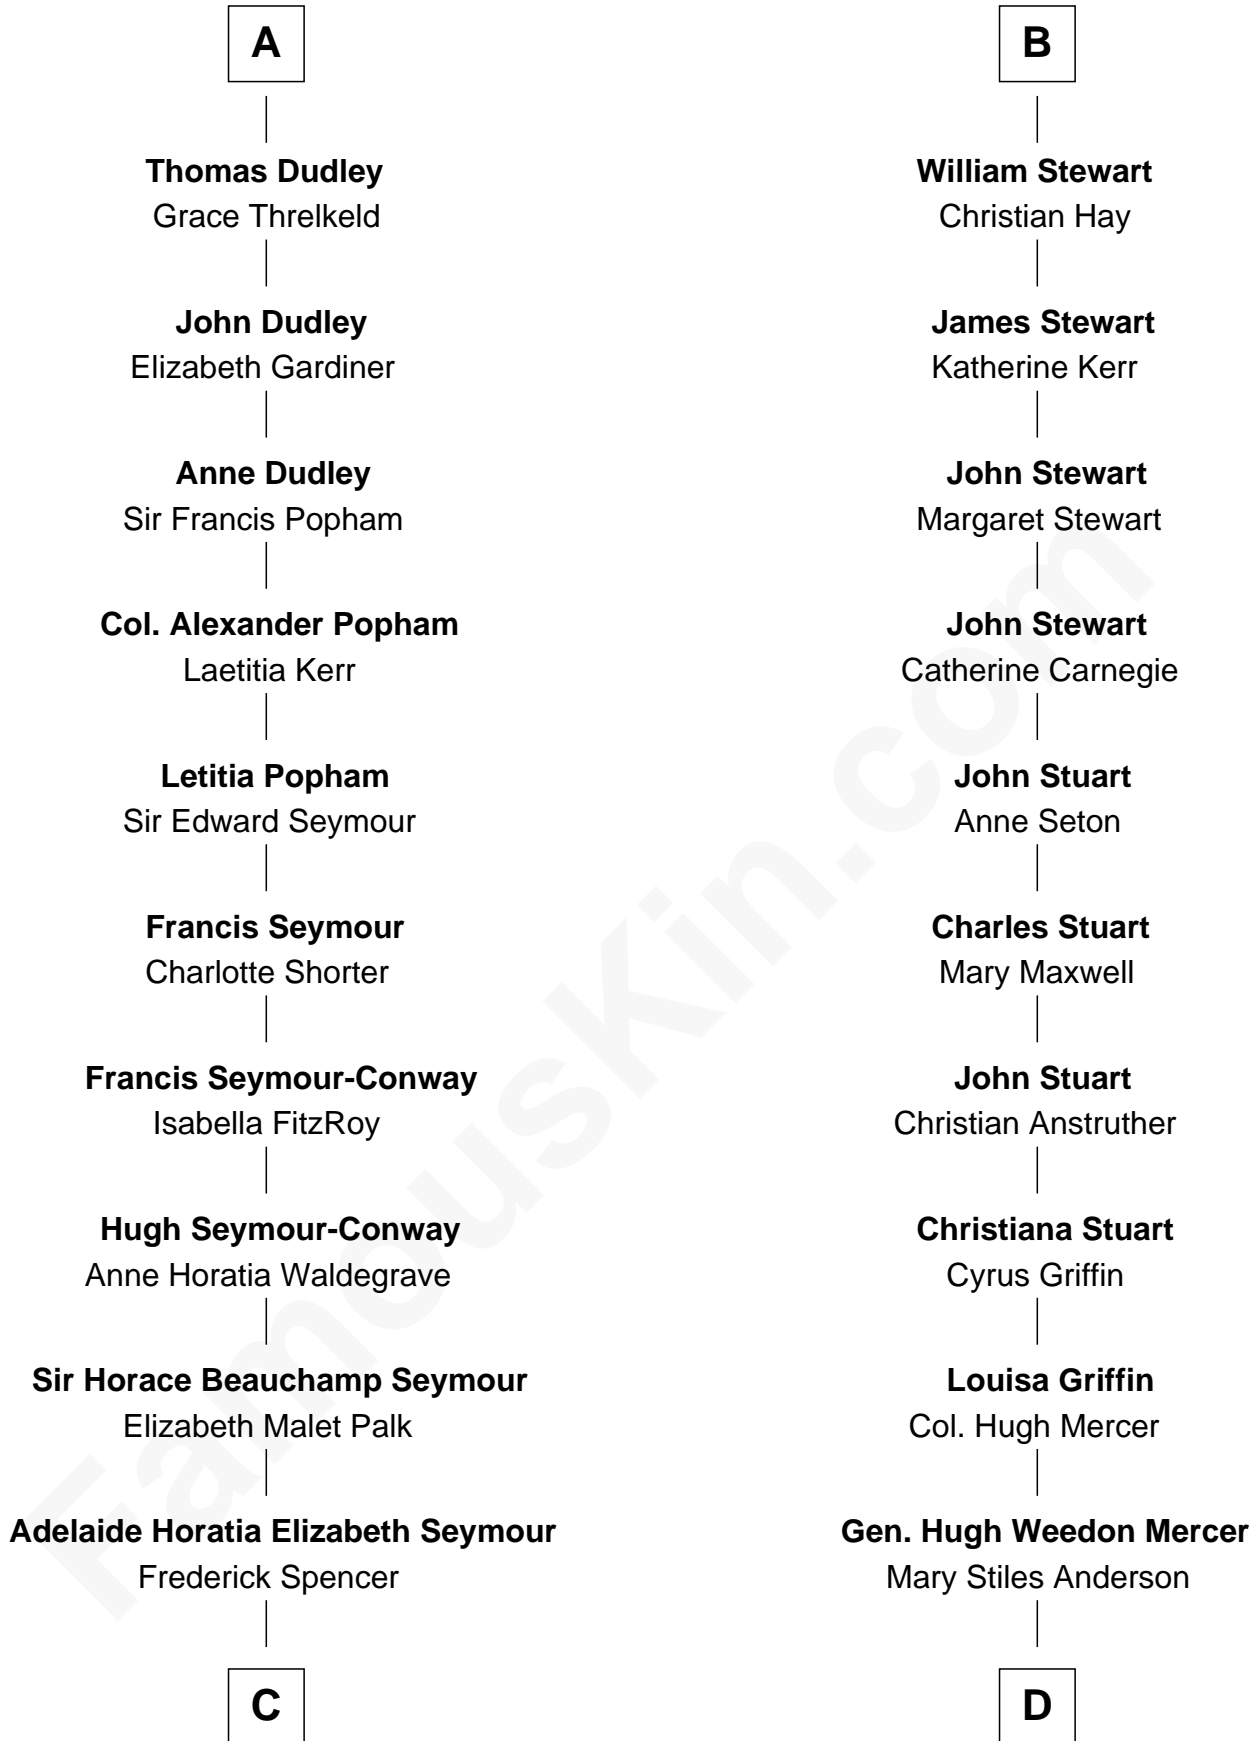 A
Thomas Dudley
Grace Threlkeld
John Dudley
Elizabeth Gardiner
Anne Dudley
Sir Francis Popham
Col. Alexander Popham
Laetitia Kerr
Letitia Popham
Sir Edward Seymour
Francis Seymour
Charlotte Shorter
Francis Seymour-Conway
Isabella FitzRoy
Hugh Seymour-Conway
Anne Horatia Waldegrave
Sir Horace Beauchamp Seymour
Elizabeth Malet Palk
Adelaide Horatia Elizabeth Seymour
Frederick Spencer
C
B
William Stewart
Christian Hay
James Stewart
Katherine Kerr
John Stewart
Margaret Stewart
John Stewart
Catherine Carnegie
John Stuart
Anne Seton
Charles Stuart
Mary Maxwell
John Stuart
Christian Anstruther
Christiana Stuart
Cyrus Griffin
Louisa Griffin
Col. Hugh Mercer
Gen. Hugh Weedon Mercer
Mary Stiles Anderson
D
FamousKin.com